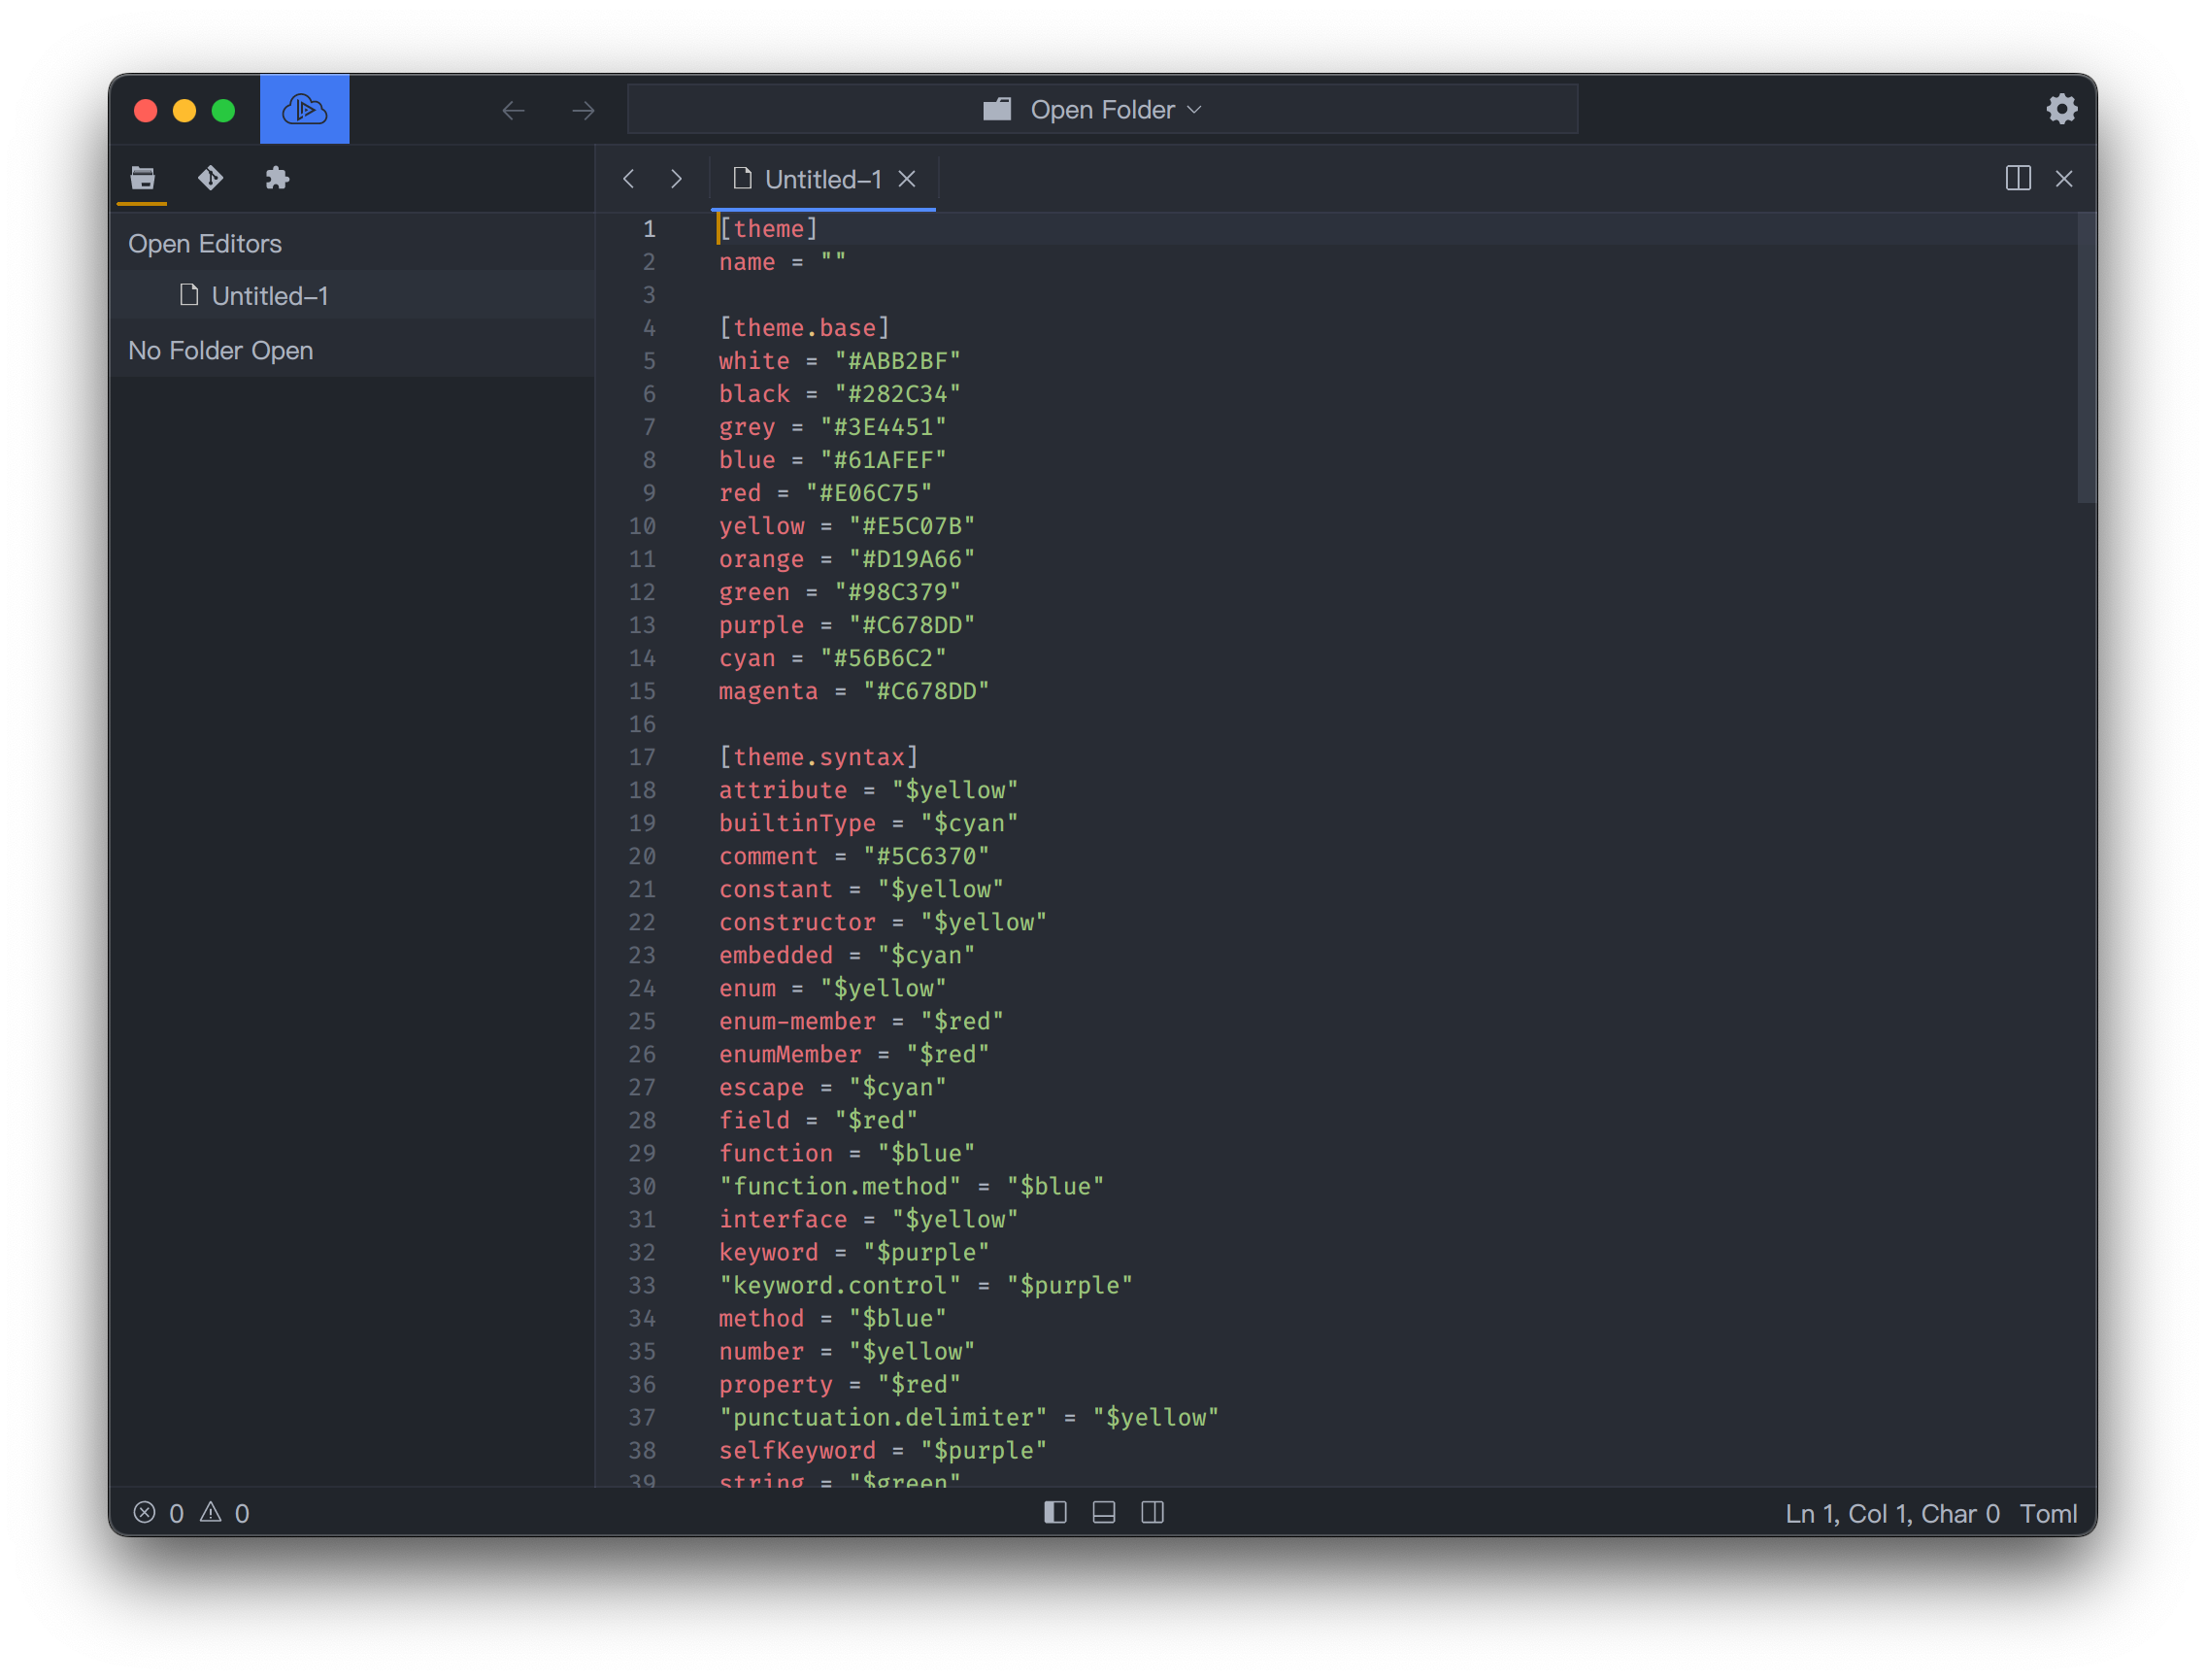 Open Folder
Untitled-1
Open Editors
Untitled-1
No Folder Open
1 [theme]
2 name = ""
3
4 [theme.base]
5 white = "#ABB2BF"
6 black = "#282C34"
7 grey = "#3E4451"
8 blue = "#61AFEF"
9 red = "#E06C75"
10 yellow = "#E5C07B"
11 orange = "#D19A66"
12 green = "#98C379"
13 purple = "#C678DD"
14 cyan = "#56B6C2"
15 magenta = "#C678DD"
16
17 [theme.syntax]
18 attribute = "$yellow"
19 builtinType = "$cyan"
20 comment = "#5C6370"
21 constant = "$yellow"
22 constructor = "$yellow"
23 embedded = "$cyan"
24 enum = "$yellow"
25 enum-member = "$red"
26 enumMember = "$red"
27 escape = "$cyan"
28 field = "$red"
29 function = "$blue"
30 "function.method" = "$blue"
31 interface = "$yellow"
32 keyword = "$purple"
33 "keyword.control" = "$purple"
34 method = "$blue"
35 number = "$yellow"
36 property = "$red"
37 "punctuation.delimiter" = "$yellow"
38 selfKeyword = "$purple"
39 string = "$green"
0 0
Ln 1, Col 1, Char 0 Toml